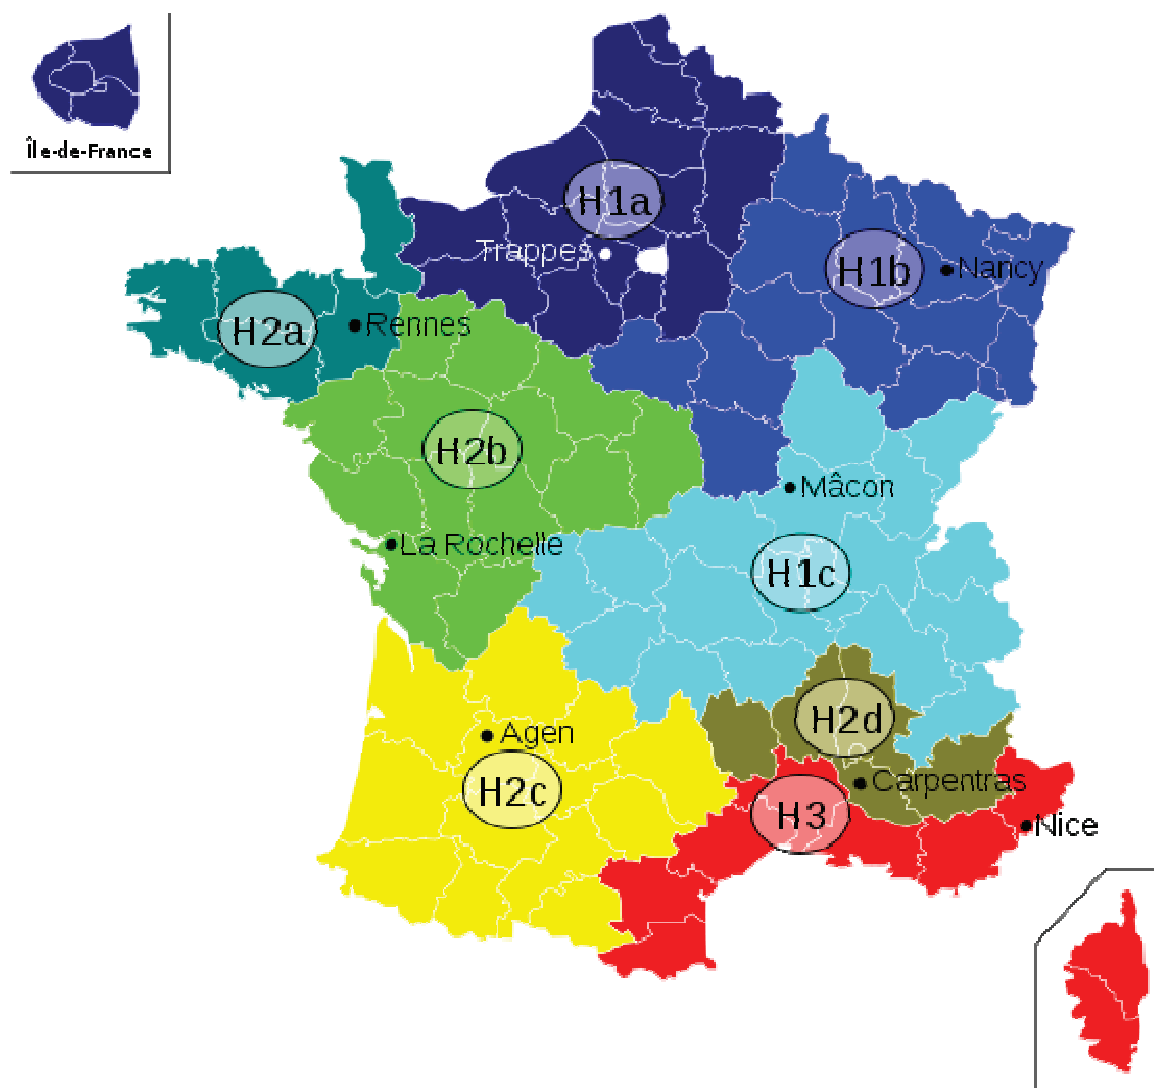 Île-de-France
H1a
Trappes
H1b
Nancy
H2a
Rennes
H2b
Mâcon
La Rochelle
H1c
H2d
Agen
Carpentras
H2c
H3
Nice